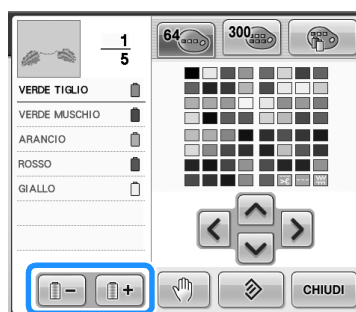 1
5
64
300
VERDE TIGLIO
VERDE MUSCHIO
ARANCIO
ROSSO
GIALLO
−
+
CHIUDI